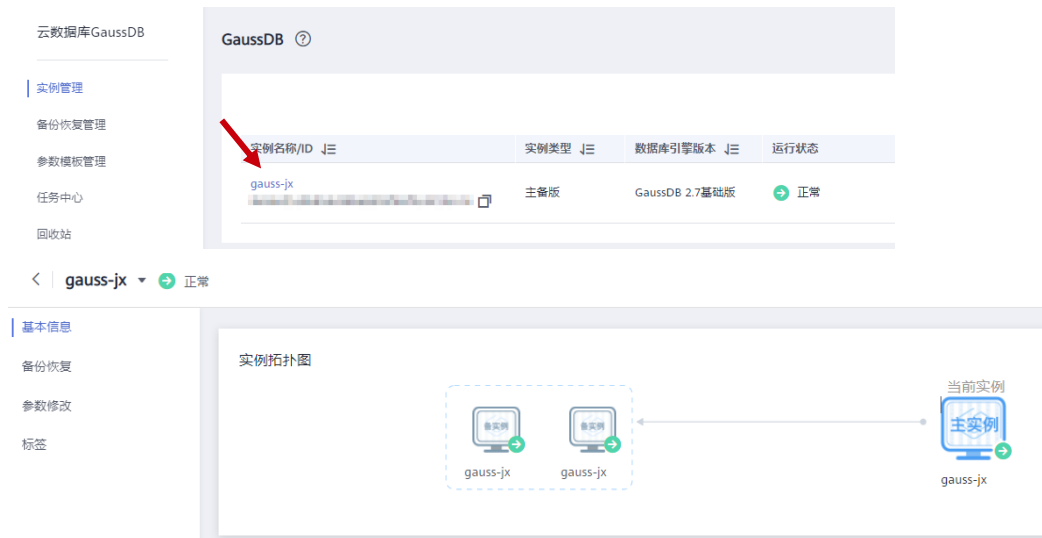 云数据库GaussDB
GaussDB ?
实例管理
备份恢复管理
参数模板管理
任务中心
回收站
实例名称/ID 实例类型 数据库引擎版本 运行状态
gauss-jx
主备版 GaussDB 2.7基础版 正常
gauss-jx 正常
基本信息
备份恢复
参数修改
标签
实例拓扑图
当前实例
备实例 备实例 主实例
gauss-jx gauss-jx gauss-jx